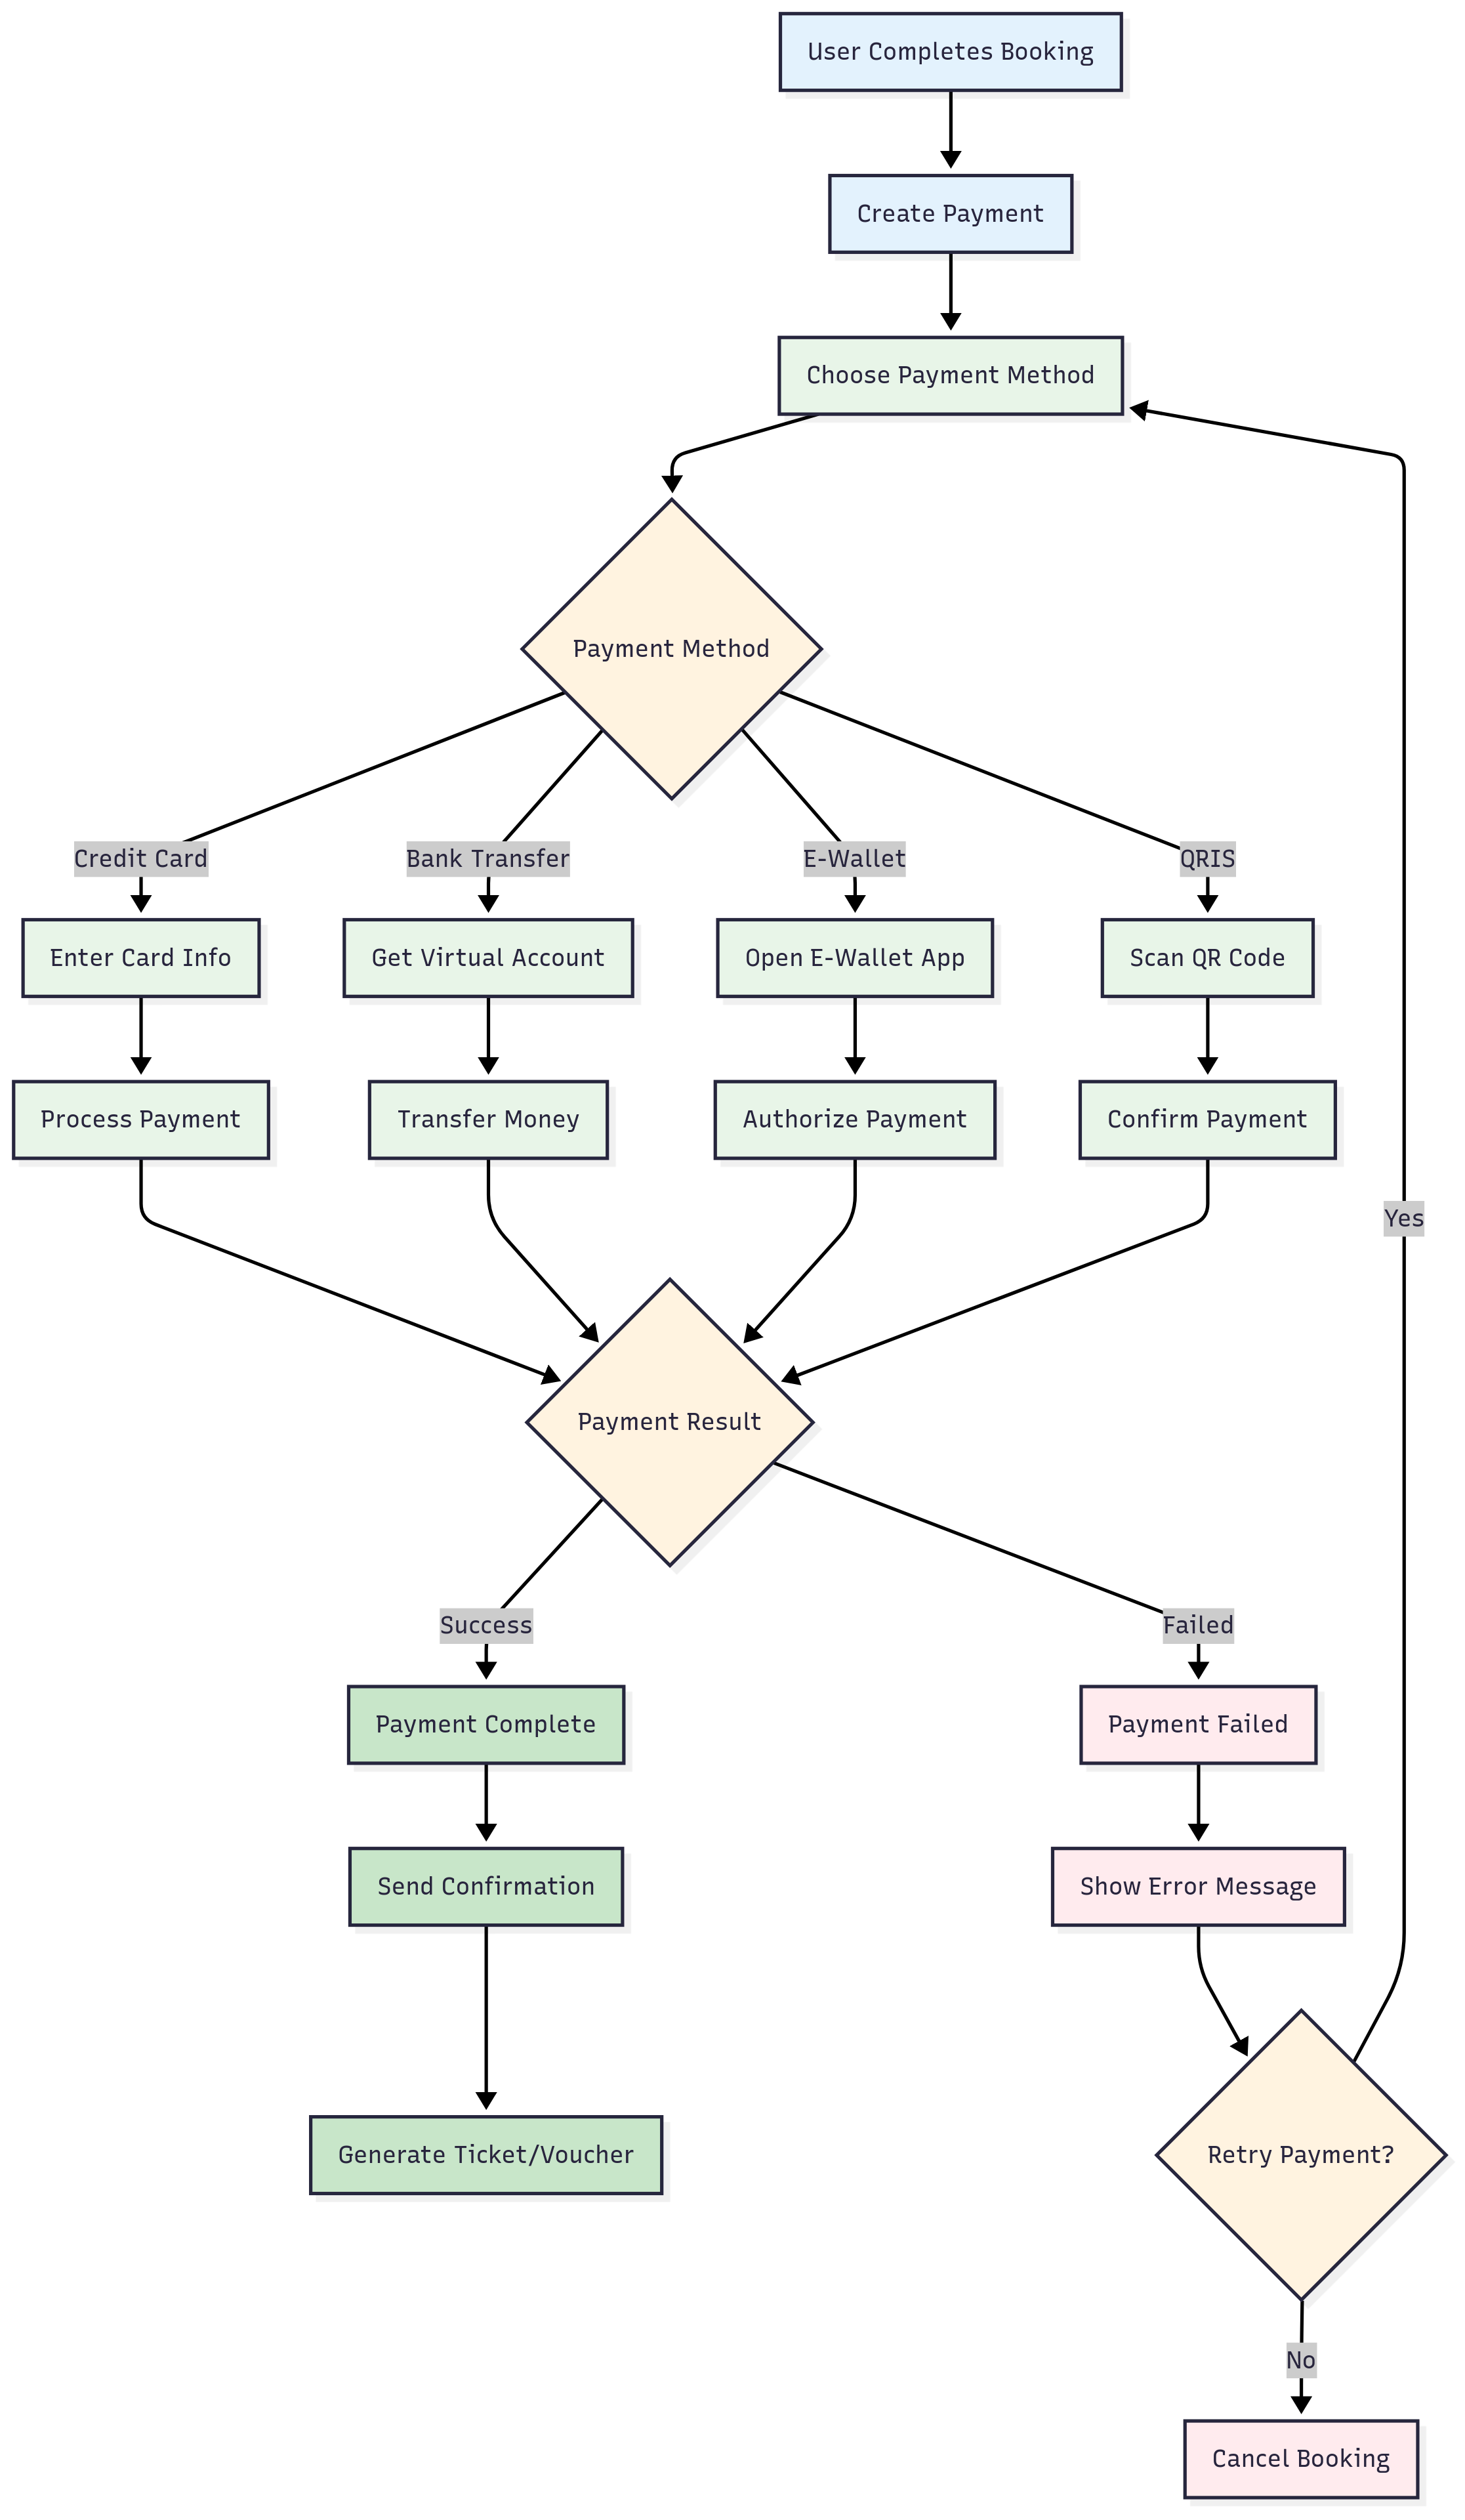 User Completes Booking
Create Payment
Choose Payment Method
Payment Method
Credit Card
Bank Transfer
E-Wallet
QRIS
Enter Card Info
Get Virtual Account
Open E-Wallet App
Scan QR Code
Process Payment
Transfer Money
Authorize Payment
Confirm Payment
Yes
Payment Result
Success
Failed
Payment Complete
Payment Failed
Send Confirmation
Show Error Message
Generate Ticket/Voucher
Retry Payment?
No
Cancel Booking